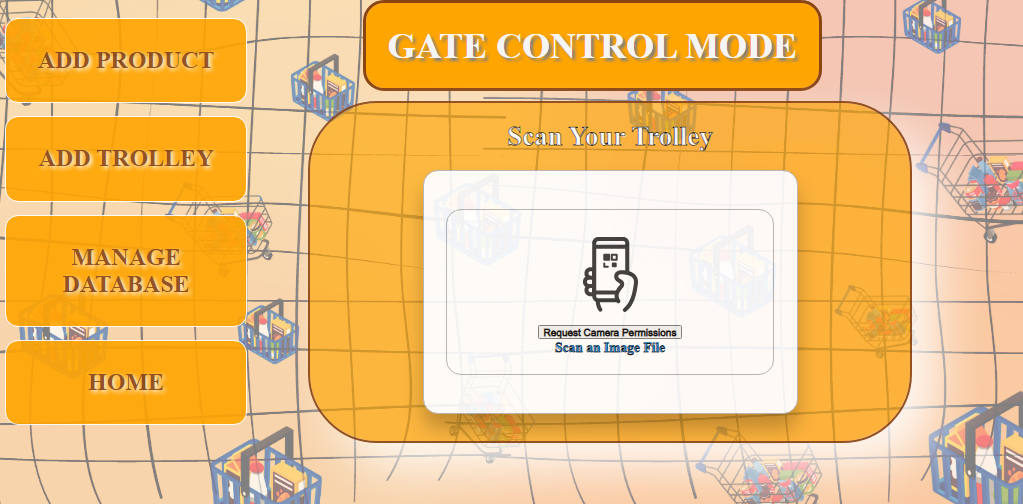 GATE CONTROL MODE
ADD PRODUCT
ADD TROLLEY
MANAGE
DATABASE
HOME
Scan Your Trolley
Request Camera Permissions
Scan an Image File